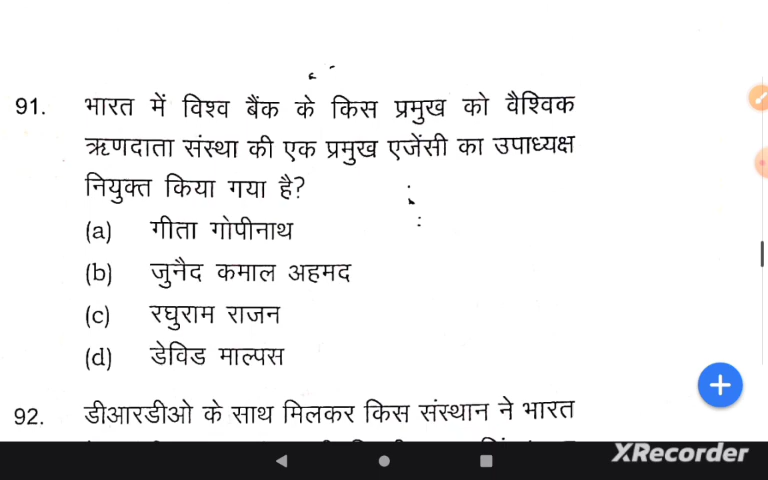 91. भारत में विश्व बैंक के किस प्रमुख को वैश्विक
ऋणदाता संस्था की एक प्रमुख एजेंसी का उपाध्यक्ष
नियुक्त किया गया है?
(a) गीता गोपीनाथ
(b) जुनैद कमाल अहमद
(c) रघुराम राजन
(d) डेविड माल्पस
92. डीआरडीओ के साथ मिलकर किस संस्थान ने भारत
XRecorder